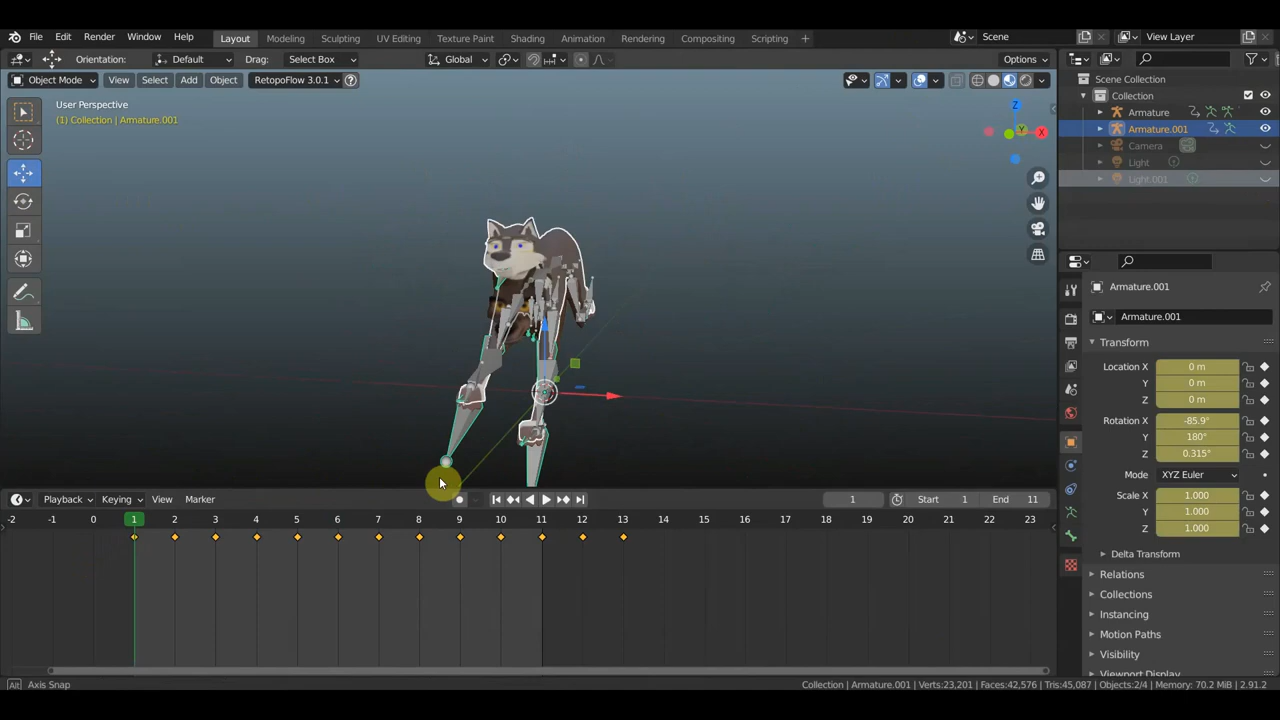 File Edit Render Window Help Layout Modeling Sculpting UV Editing Texture Paint Shading Animation Rendering Compositing Scripting + Scene View Layer
Orientation: Default Drag: Select Box Global Options
Object Mode View Select Add Object RetopoFlow 3.0.1 ?
User Perspective
(1) Collection | Armature.001
Z
Y
X
Scene Collection
Collection
Armature
Armature.001
Camera
Light
Light.001
Armature.001
Armature.001
Transform
Location X 0 m
Y 0 m
Z 0 m
Rotation X -85.9°
Y 180°
Z 0.315°
Mode XYZ Euler
Scale X 1.000
Y 1.000
Z 1.000
Delta Transform
Relations
Collections
Instancing
Motion Paths
Visibility
Viewport Display
Playback Keying View Marker 1 Start 1 End 11
-2 0 1 2 3 4 5 6 7 8 9 10 11 12 13 14 15 16 17 18 19 20 21 22 23
Alt Axis Snap Collection | Armature.001 | Verts:23,201 | Faces:42,576 | Tris:45,087 | Objects:2/4 | Memory: 70.2 MiB | 2.91.2